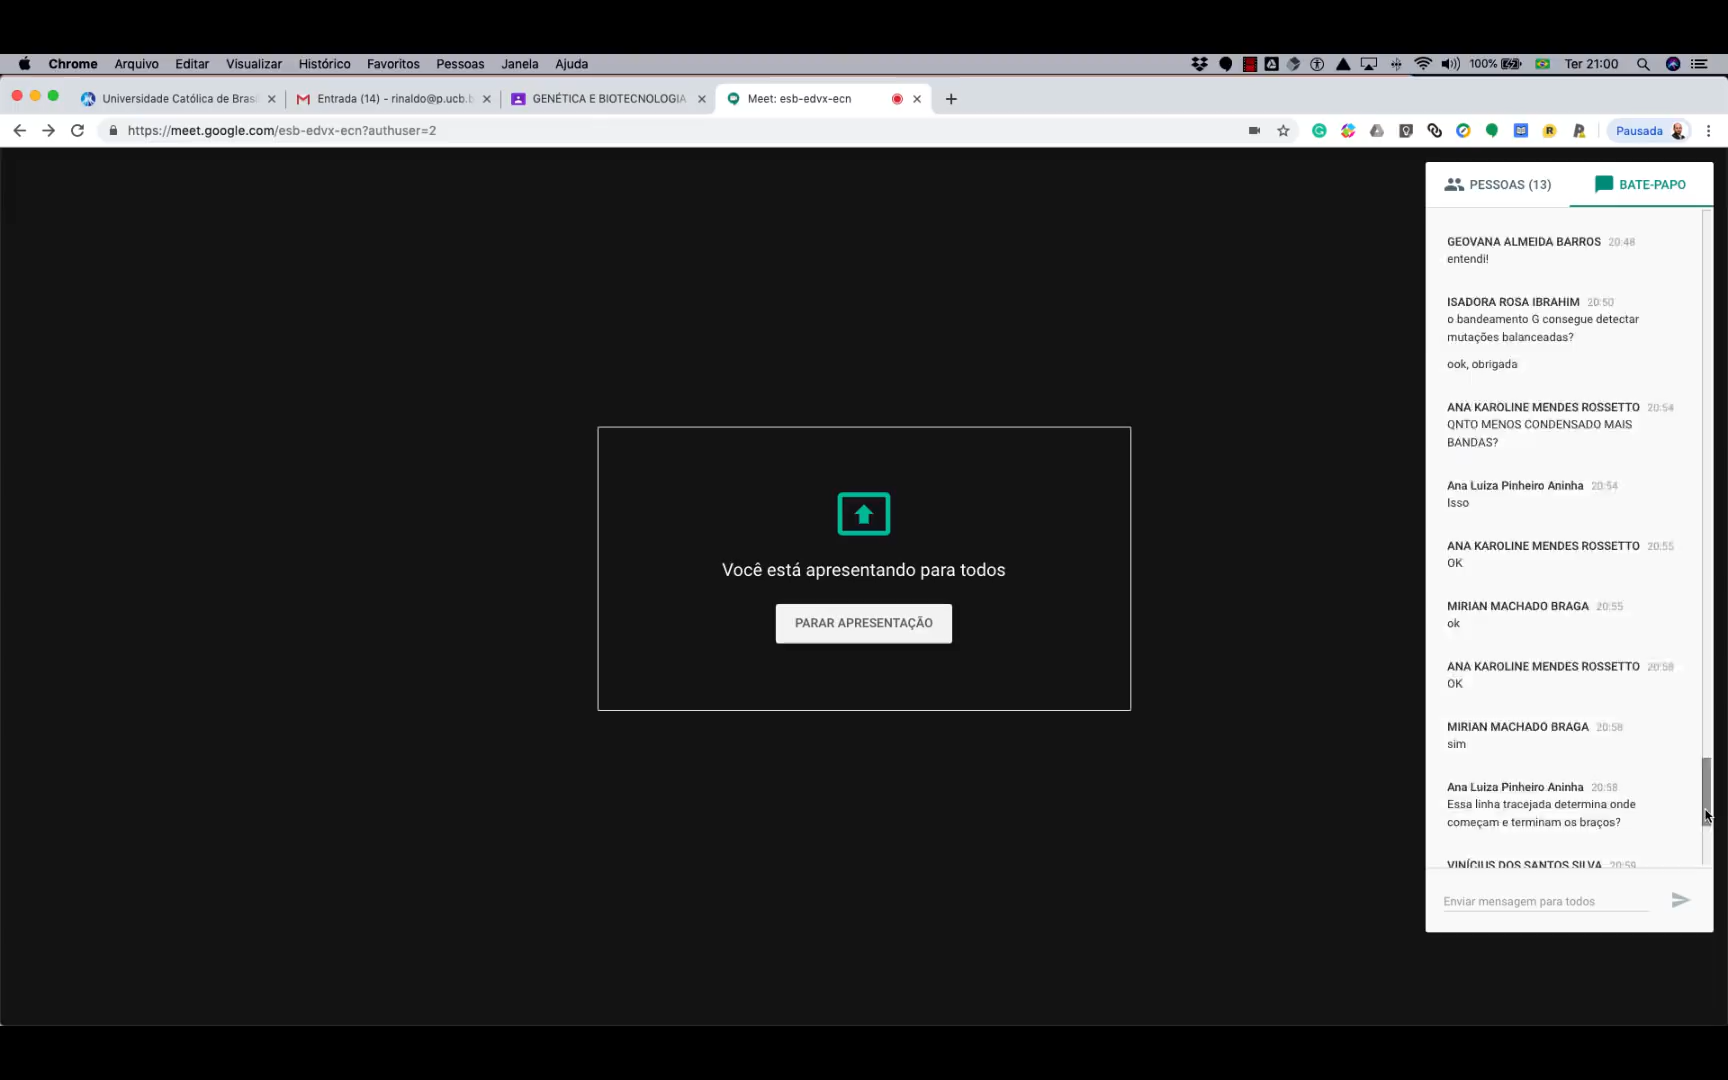 Chrome Arquivo Editar Visualizar Histórico Favoritos Pessoas Janela Ajuda 100% Ter 21:00
Universidade Católica de Brasi Entrada (14) - rinaldo@p.ucb.b GENÉTICA E BIOTECNOLOGIA Meet: esb-edvx-ecn
https://meet.google.com/esb-edvx-ecn?authuser=2 Pausada
PESSOAS (13) BATE-PAPO
GEOVANA ALMEIDA BARROS 20:48
entendi!
ISADORA ROSA IBRAHIM 20:50
o bandeamento G consegue detectar
mutações balanceadas?
ook, obrigada
ANA KAROLINE MENDES ROSSETTO 20:54
QNTO MENOS CONDENSADO MAIS
BANDAS?
Ana Luiza Pinheiro Aninha 20:54
Isso
ANA KAROLINE MENDES ROSSETTO 20:55
OK
MIRIAN MACHADO BRAGA 20:55
ok
ANA KAROLINE MENDES ROSSETTO 20:58
OK
MIRIAN MACHADO BRAGA 20:58
sim
Ana Luiza Pinheiro Aninha 20:58
Essa linha tracejada determina onde
começam e terminam os braços?
VINÍCIUS DOS SANTOS SILVA 20:59
Enviar mensagem para todos
Você está apresentando para todos
PARAR APRESENTAÇÃO